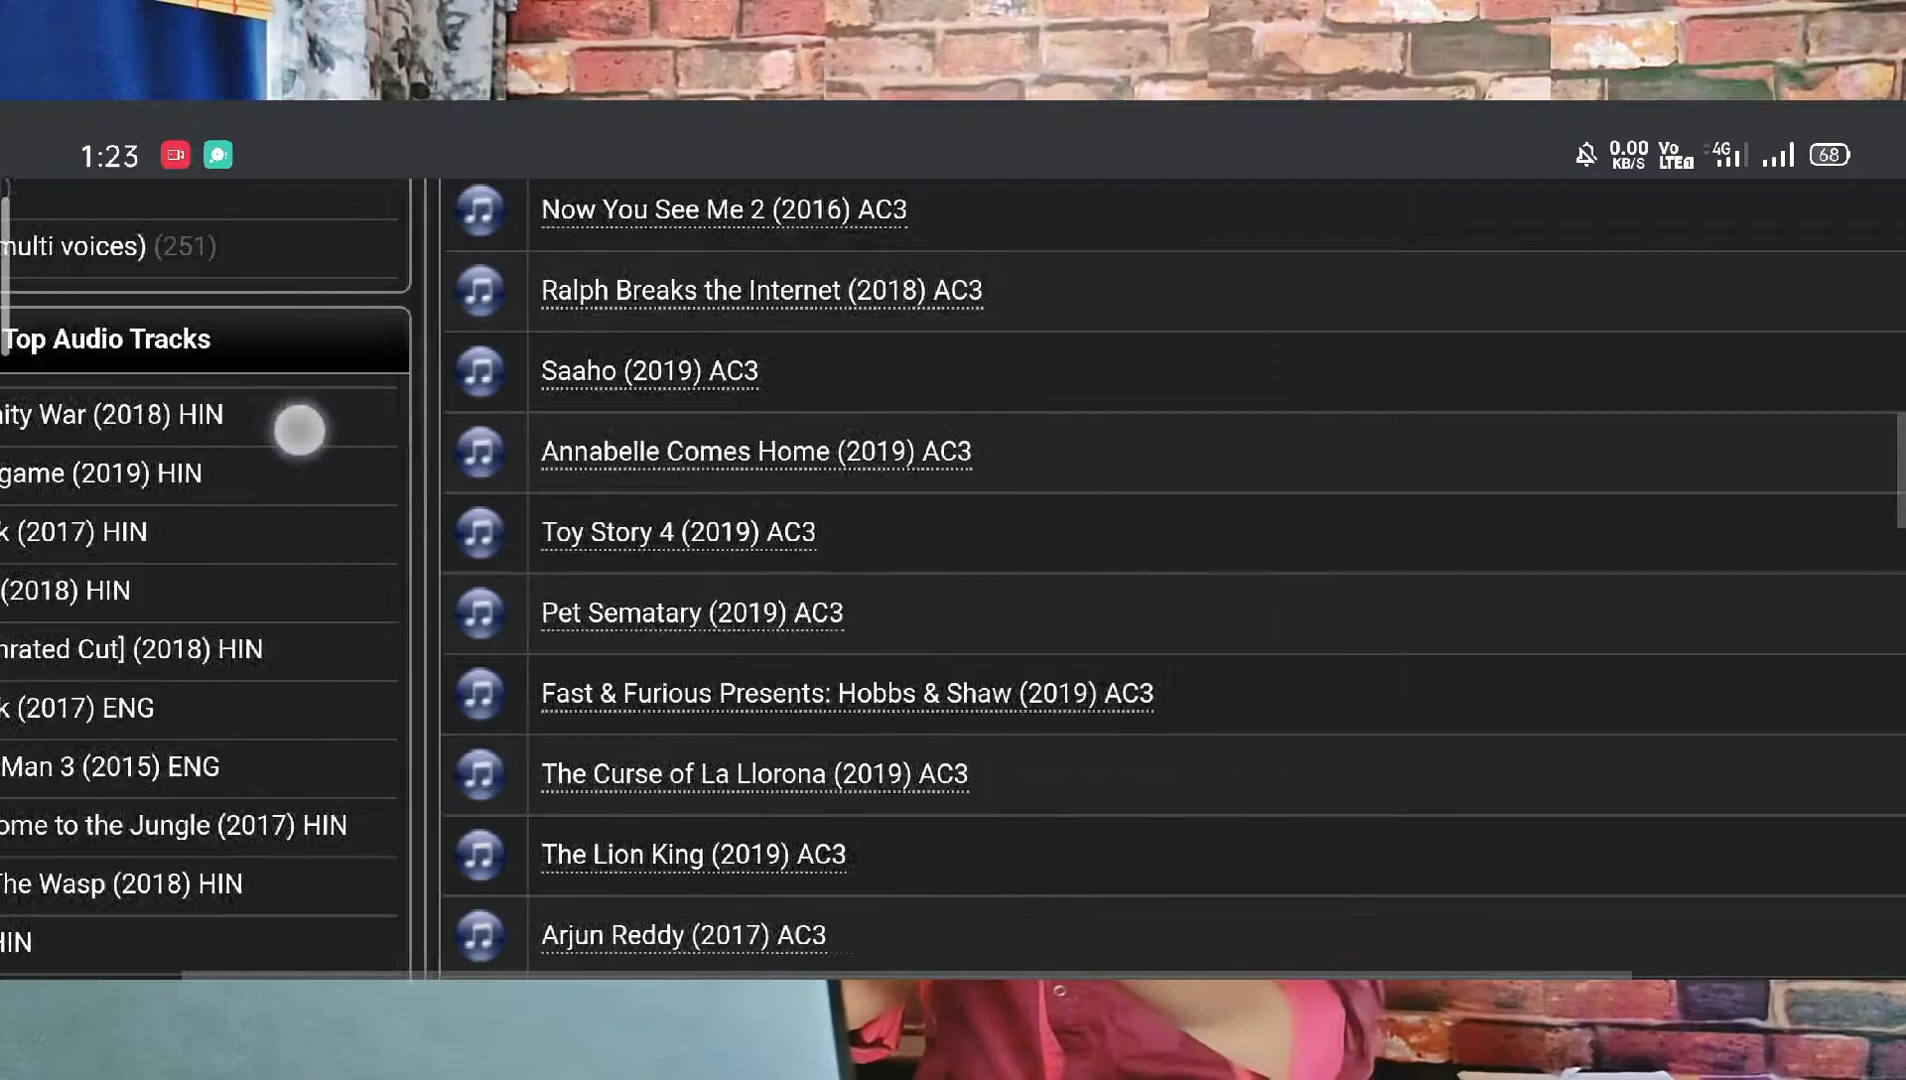 1:23
0.00
KB/S
Vo
LTE
4G
68
multi voices) (251)
Top Audio Tracks
nity War (2018) HIN
game (2019) HIN
k (2017) HIN
(2018) HIN
nrated Cut] (2018) HIN
k (2017) ENG
Man 3 (2015) ENG
ome to the Jungle (2017) HIN
The Wasp (2018) HIN
HIN
Now You See Me 2 (2016) AC3
Ralph Breaks the Internet (2018) AC3
Saaho (2019) AC3
Annabelle Comes Home (2019) AC3
Toy Story 4 (2019) AC3
Pet Sematary (2019) AC3
Fast & Furious Presents: Hobbs & Shaw (2019) AC3
The Curse of La Llorona (2019) AC3
The Lion King (2019) AC3
Arjun Reddy (2017) AC3